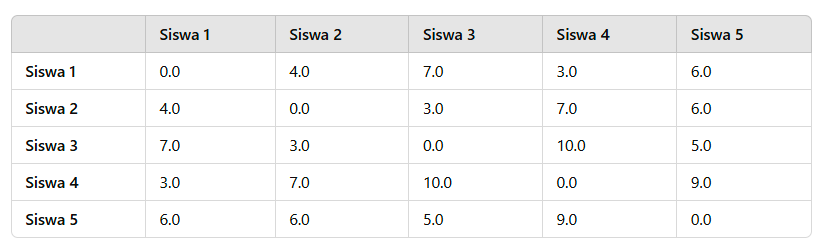 Siswa 1 Siswa 2 Siswa 3 Siswa 4 Siswa 5
Siswa 1 0.0 4.0 7.0 3.0 6.0
Siswa 2 4.0 0.0 3.0 7.0 6.0
Siswa 3 7.0 3.0 0.0 10.0 5.0
Siswa 4 3.0 7.0 10.0 0.0 9.0
Siswa 5 6.0 6.0 5.0 9.0 0.0